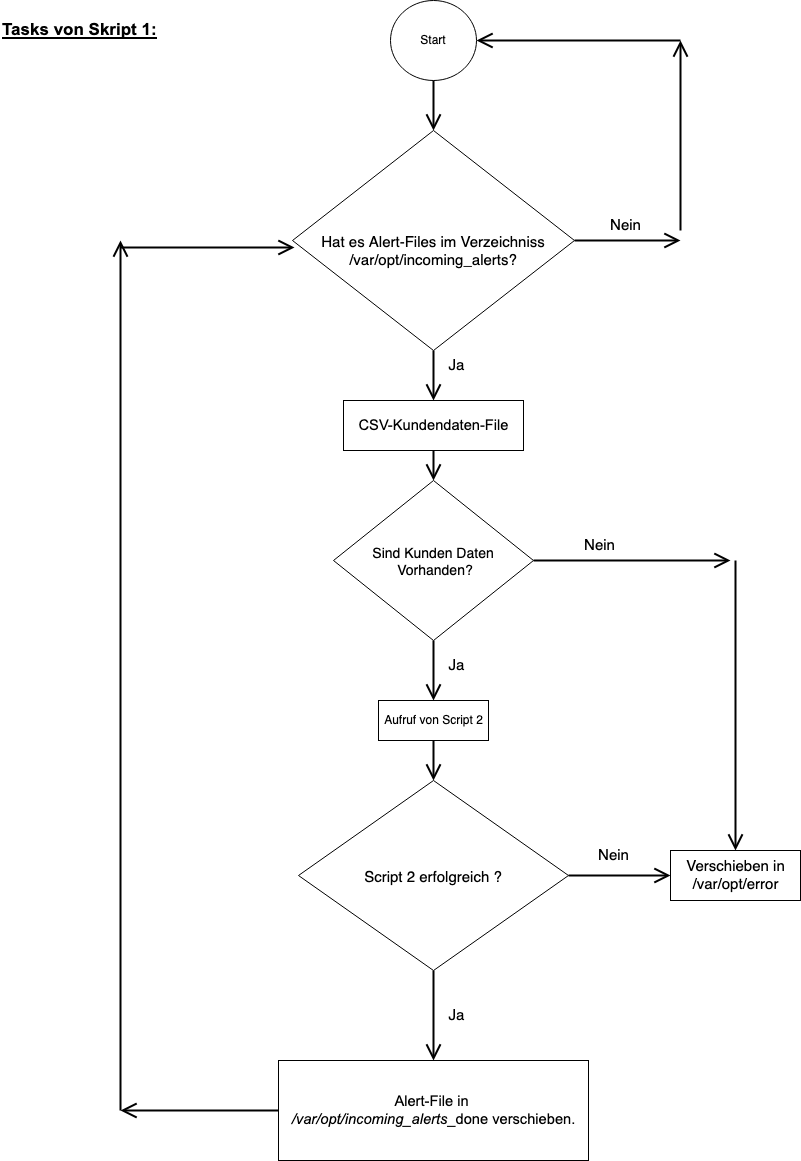 Tasks von Skript 1:
Start
Nein
Hat es Alert-Files im Verzeichniss
/var/opt/incoming_alerts?
Ja
CSV-Kundendaten-File
Nein
Sind Kunden Daten
Vorhanden?
Ja
Aufruf von Script 2
Nein
Script 2 erfolgreich ?
Verschieben in
/var/opt/error
Ja
Alert-File in
/var/opt/incoming_alerts_done verschieben.